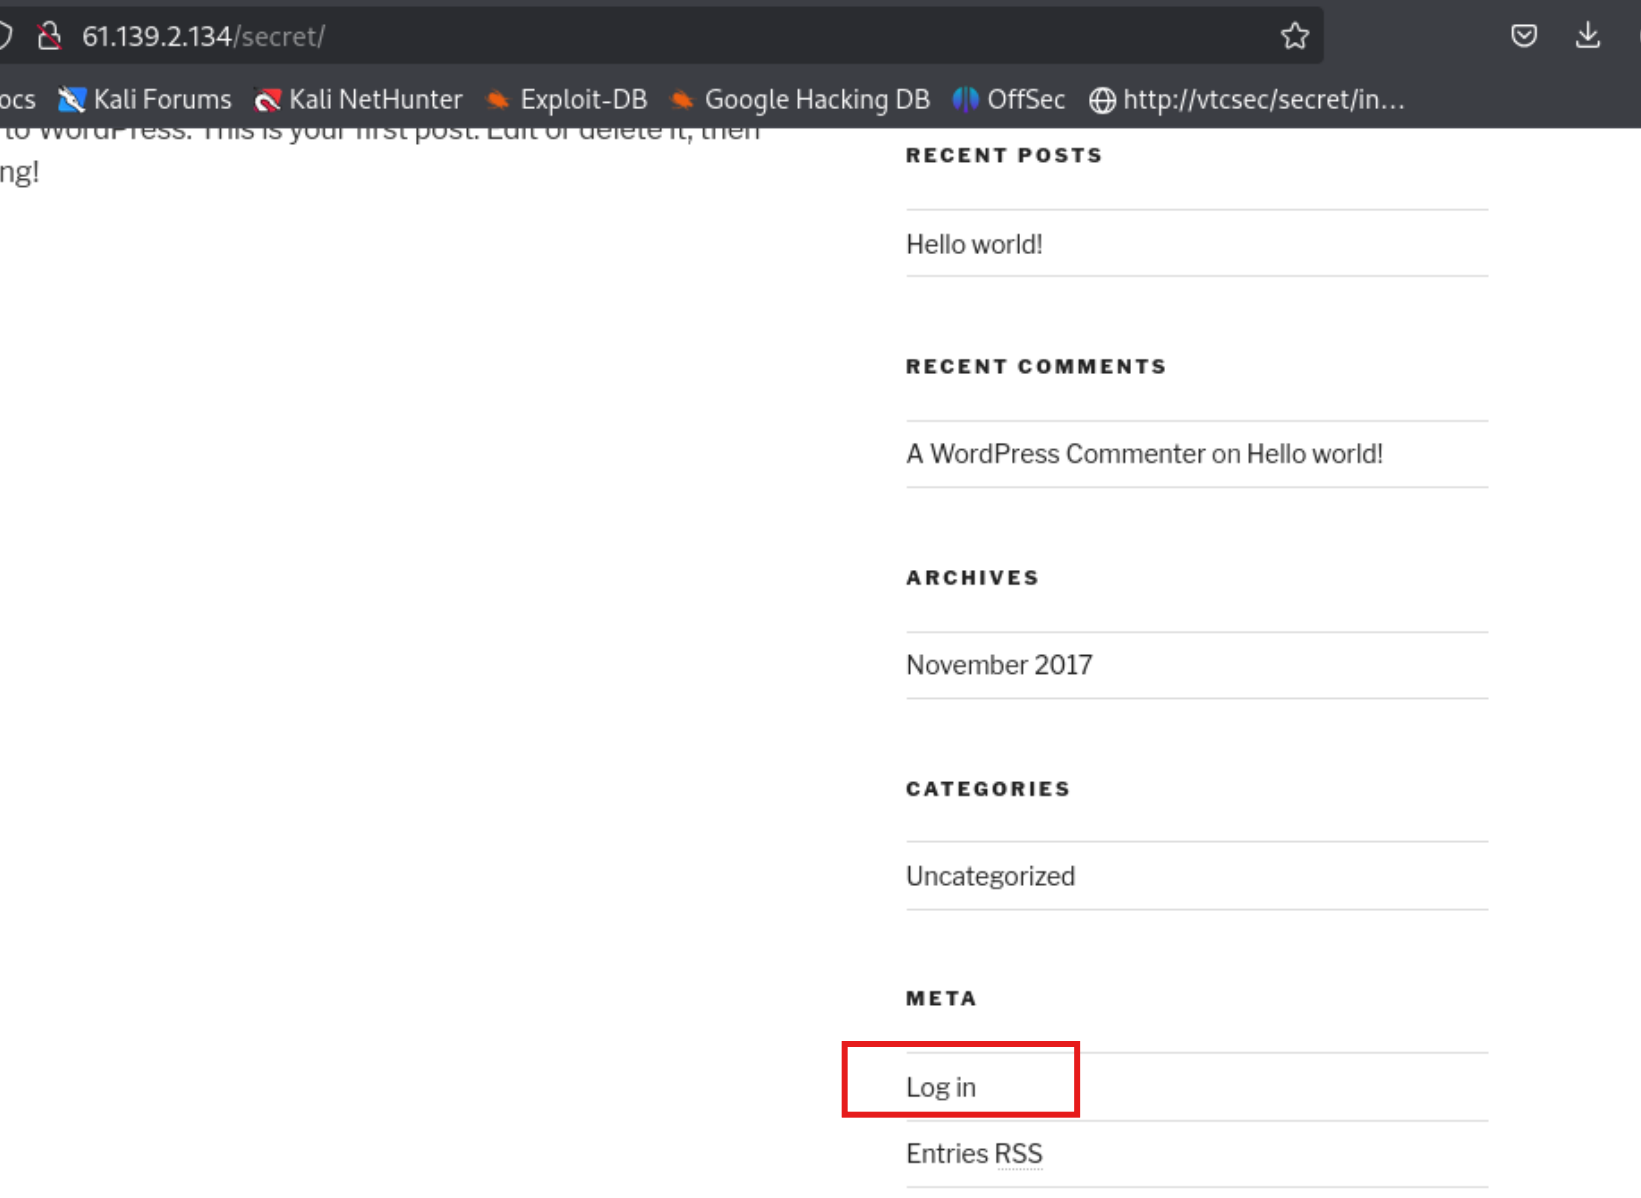 61.139.2.134/secret/
ocs Kali Forums Kali NetHunter Exploit-DB Google Hacking DB OffSec http://vtcsec/secret/in...
to WordPress. This is your first post. Edit or delete it, then
ng!
RECENT POSTS
Hello world!
RECENT COMMENTS
A WordPress Commenter on Hello world!
ARCHIVES
November 2017
CATEGORIES
Uncategorized
META
Log in
Entries RSS